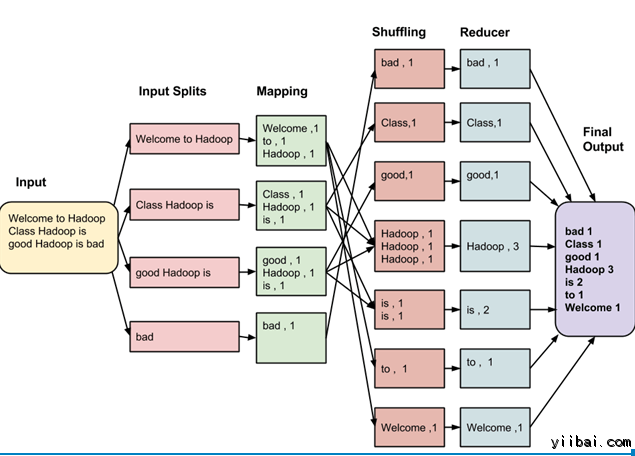 Shuffling
Reducer
Input Splits
Mapping
Final
Output
Input
Welcome to Hadoop
Class Hadoop is
good Hadoop is bad
Welcome to Hadoop
Class Hadoop is
good Hadoop is
bad
Welcome ,1
to , 1
Hadoop , 1
Class , 1
Hadoop , 1
is , 1
good , 1
Hadoop , 1
is , 1
bad , 1
bad , 1
Class,1
good,1
Hadoop , 1
Hadoop , 1
Hadoop , 1
is , 1
is , 1
to ,  1
Welcome ,1
bad , 1
Class,1
good,1
Hadoop , 3
is , 2
to ,  1
Welcome ,1
bad 1
Class 1
good 1
Hadoop 3
is 2
to 1
Welcome 1
yiibai.com